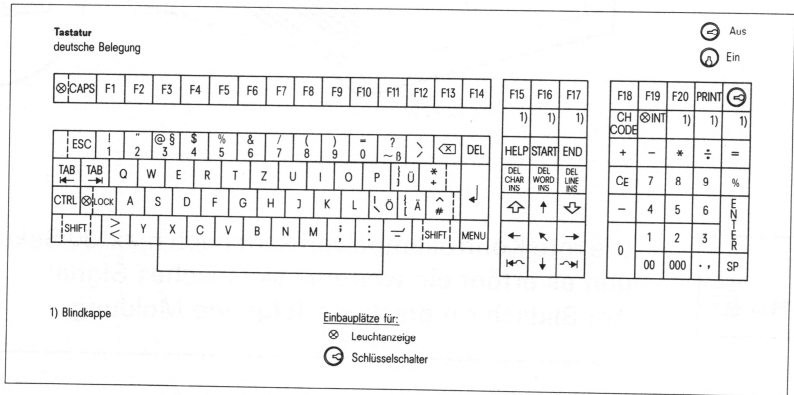 Tastatur
deutsche Belegung
Aus
Ein
CAPS F1 F2 F3 F4 F5 F6 F7 F8 F9 F10 F11 F12 F13 F14
F15 F16 F17
F18 F19 F20 PRINT
1) 1) 1)
CH CODE INT 1) 1) 1)
ESC ! 1 " 2 @ § 3 $ 4 % 5 & 6 / 7 ( 8 ) 9 = 0 ? ~ ß \ / DEL
HELP START END
+ - * ÷ =
TAB TAB Q W E R T Z U I O P } Ü * +
DEL CHAR INS DEL WORD INS DEL LINE INS
CE 7 8 9 %
CTRL LOCK A S D F G H J K L \ Ö { Ä ^ #
- 4 5 6 ENTER
SHIFT > < Y X C V B N M ; , : . — SHIFT MENU
0 1 2 3
00 000 . , SP
1) Blindkappe
Einbauplätze für:
Leuchtanzeige
Schlüsselschalter